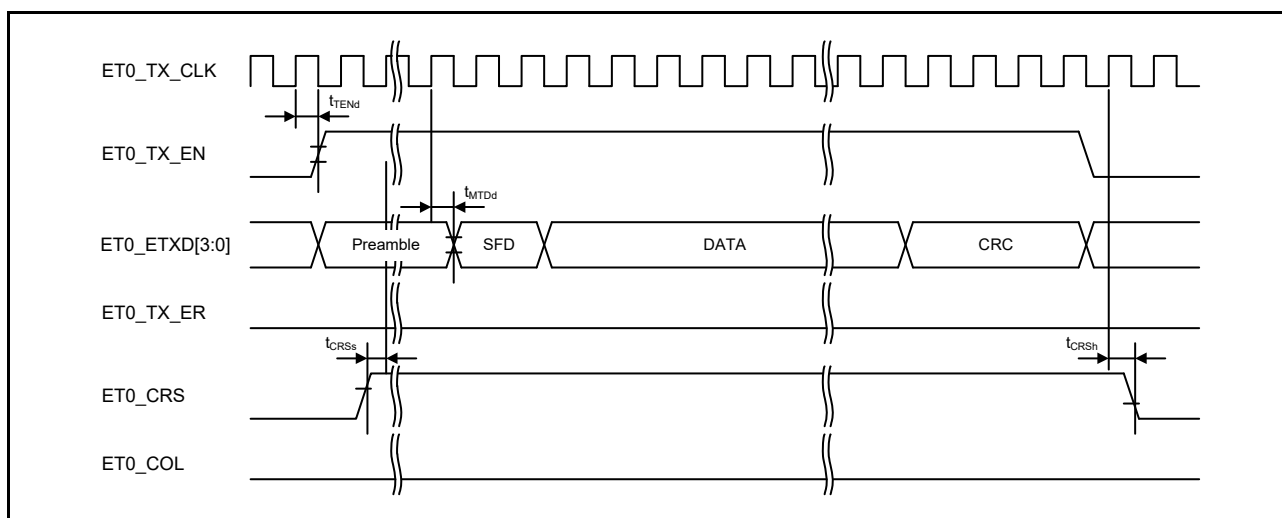 ET0_TX_CLK
tTENd
ET0_TX_EN
tMTDd
ET0_ETXD[3:0]
Preamble
SFD
DATA
CRC
ET0_TX_ER
tCRSs
tCRSh
ET0_CRS
ET0_COL